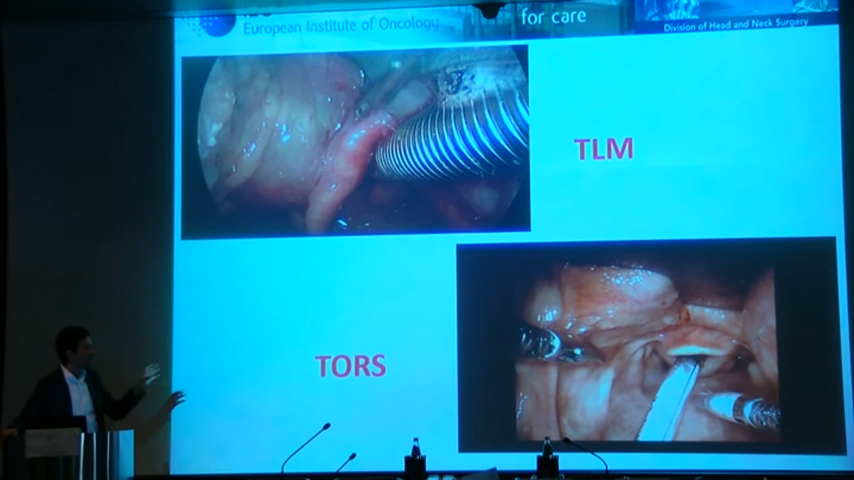 European Institute of Oncology
for care
Division of Head and Neck Surgery
TLM
TORS